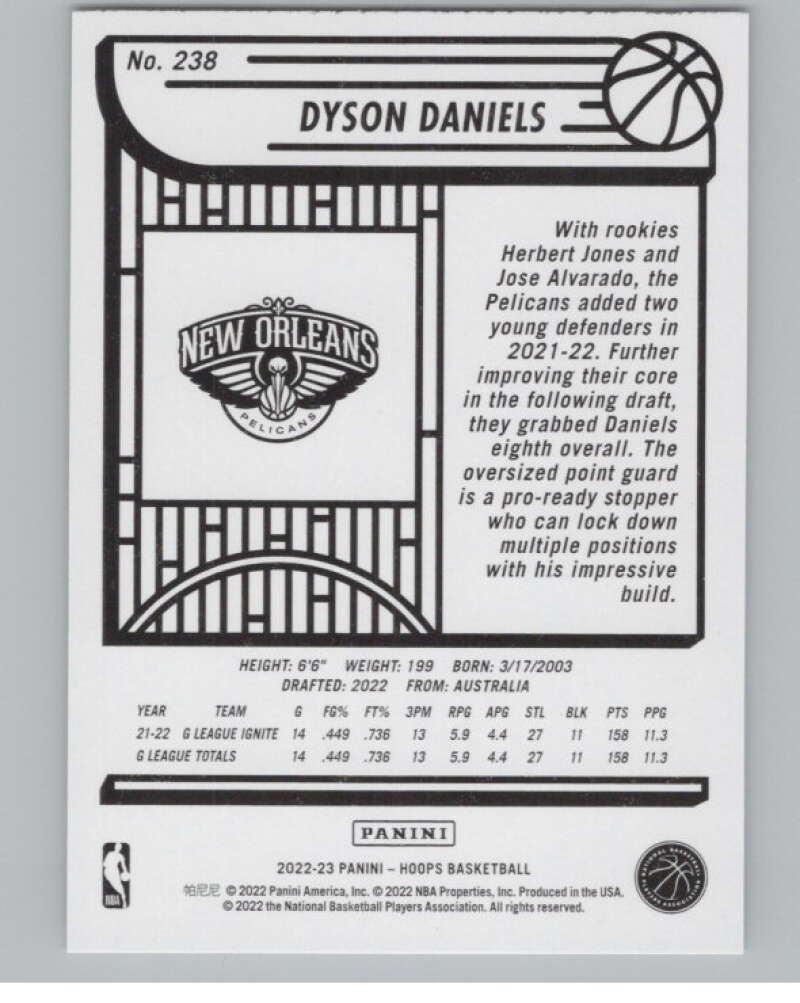 No. 238
DYSON DANIELS
NEW ORLEANS
PELICANS
With rookies
Herbert Jones and
Jose Alvarado, the
Pelicans added two
young defenders in
2021-22. Further
improving their core
in the following draft,
they grabbed Daniels
eighth overall. The
oversized point guard
is a pro-ready stopper
who can lock down
multiple positions
with his impressive
build.
HEIGHT: 6'6" WEIGHT: 199 BORN: 3/17/2003
DRAFTED: 2022 FROM: AUSTRALIA
YEAR TEAM G FG% FT% 3PM RPG APG STL BLK PTS PPG
21-22 G LEAGUE IGNITE 14 .449 .736 13 5.9 4.4 27 11 158 11.3
G LEAGUE TOTALS 14 .449 .736 13 5.9 4.4 27 11 158 11.3
PANINI
2022-23 PANINI – HOOPS BASKETBALL
帕尼尼 © 2022 Panini America, Inc. © 2022 NBA Properties, Inc. Produced in the USA.
© 2022 the National Basketball Players Association. All rights reserved.
NBA
NATIONAL BASKETBALL PLAYERS ASSOCIATION